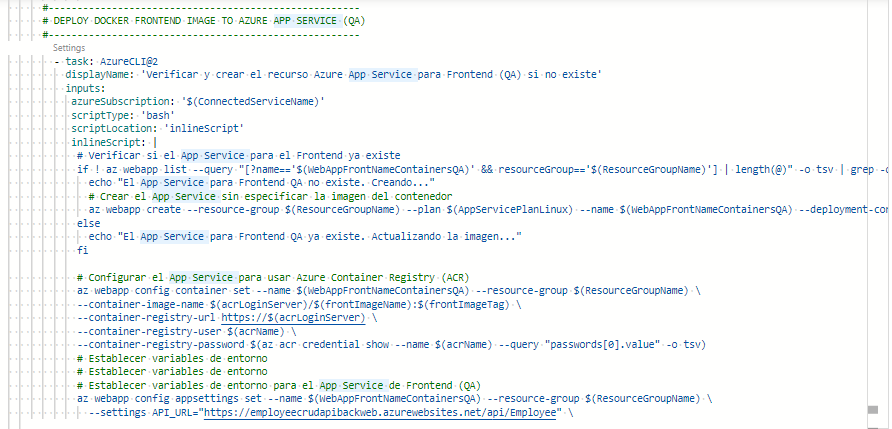 #---------------------------------------------------
# DEPLOY DOCKER FRONTEND IMAGE TO AZURE APP SERVICE (QA)
#---------------------------------------------------
Settings
- task: AzureCLI@2
displayName: 'Verificar y crear el recurso Azure App Service para Frontend (QA) si no existe'
inputs:
azureSubscription: '$(ConnectedServiceName)'
scriptType: 'bash'
scriptLocation: 'inlineScript'
inlineScript: |
# Verificar si el App Service para el Frontend ya existe
if ! az webapp list --query "[?name=='$(WebAppFrontNameContainersQA)' && resourceGroup=='$(ResourceGroupName)'] | length(@)" -o tsv | grep
echo "El App Service para Frontend QA no existe. Creando..."
# Crear el App Service sin especificar la imagen del contenedor
az webapp create --resource-group $(ResourceGroupName) --plan $(AppServicePlanLinux) --name $(WebAppFrontNameContainersQA) --deployment-con
else
echo "El App Service para Frontend QA ya existe. Actualizando la imagen..."
fi
# Configurar el App Service para usar Azure Container Registry (ACR)
az webapp config container set --name $(WebAppFrontNameContainersQA) --resource-group $(ResourceGroupName) \
--container-image-name $(acrLoginServer)/$(frontImageName):$(frontImageTag) \
--container-registry-url https://$(acrLoginServer) \
--container-registry-user $(acrName) \
--container-registry-password $(az acr credential show --name $(acrName) --query "passwords[0].value" -o tsv)
# Establecer variables de entorno
# Establecer variables de entorno
# Establecer variables de entorno para el App Service de Frontend (QA)
az webapp config appsettings set --name $(WebAppFrontNameContainersQA) --resource-group $(ResourceGroupName) \
--settings API_URL="https://employeecrudapibackweb.azurewebsites.net/api/Employee" \